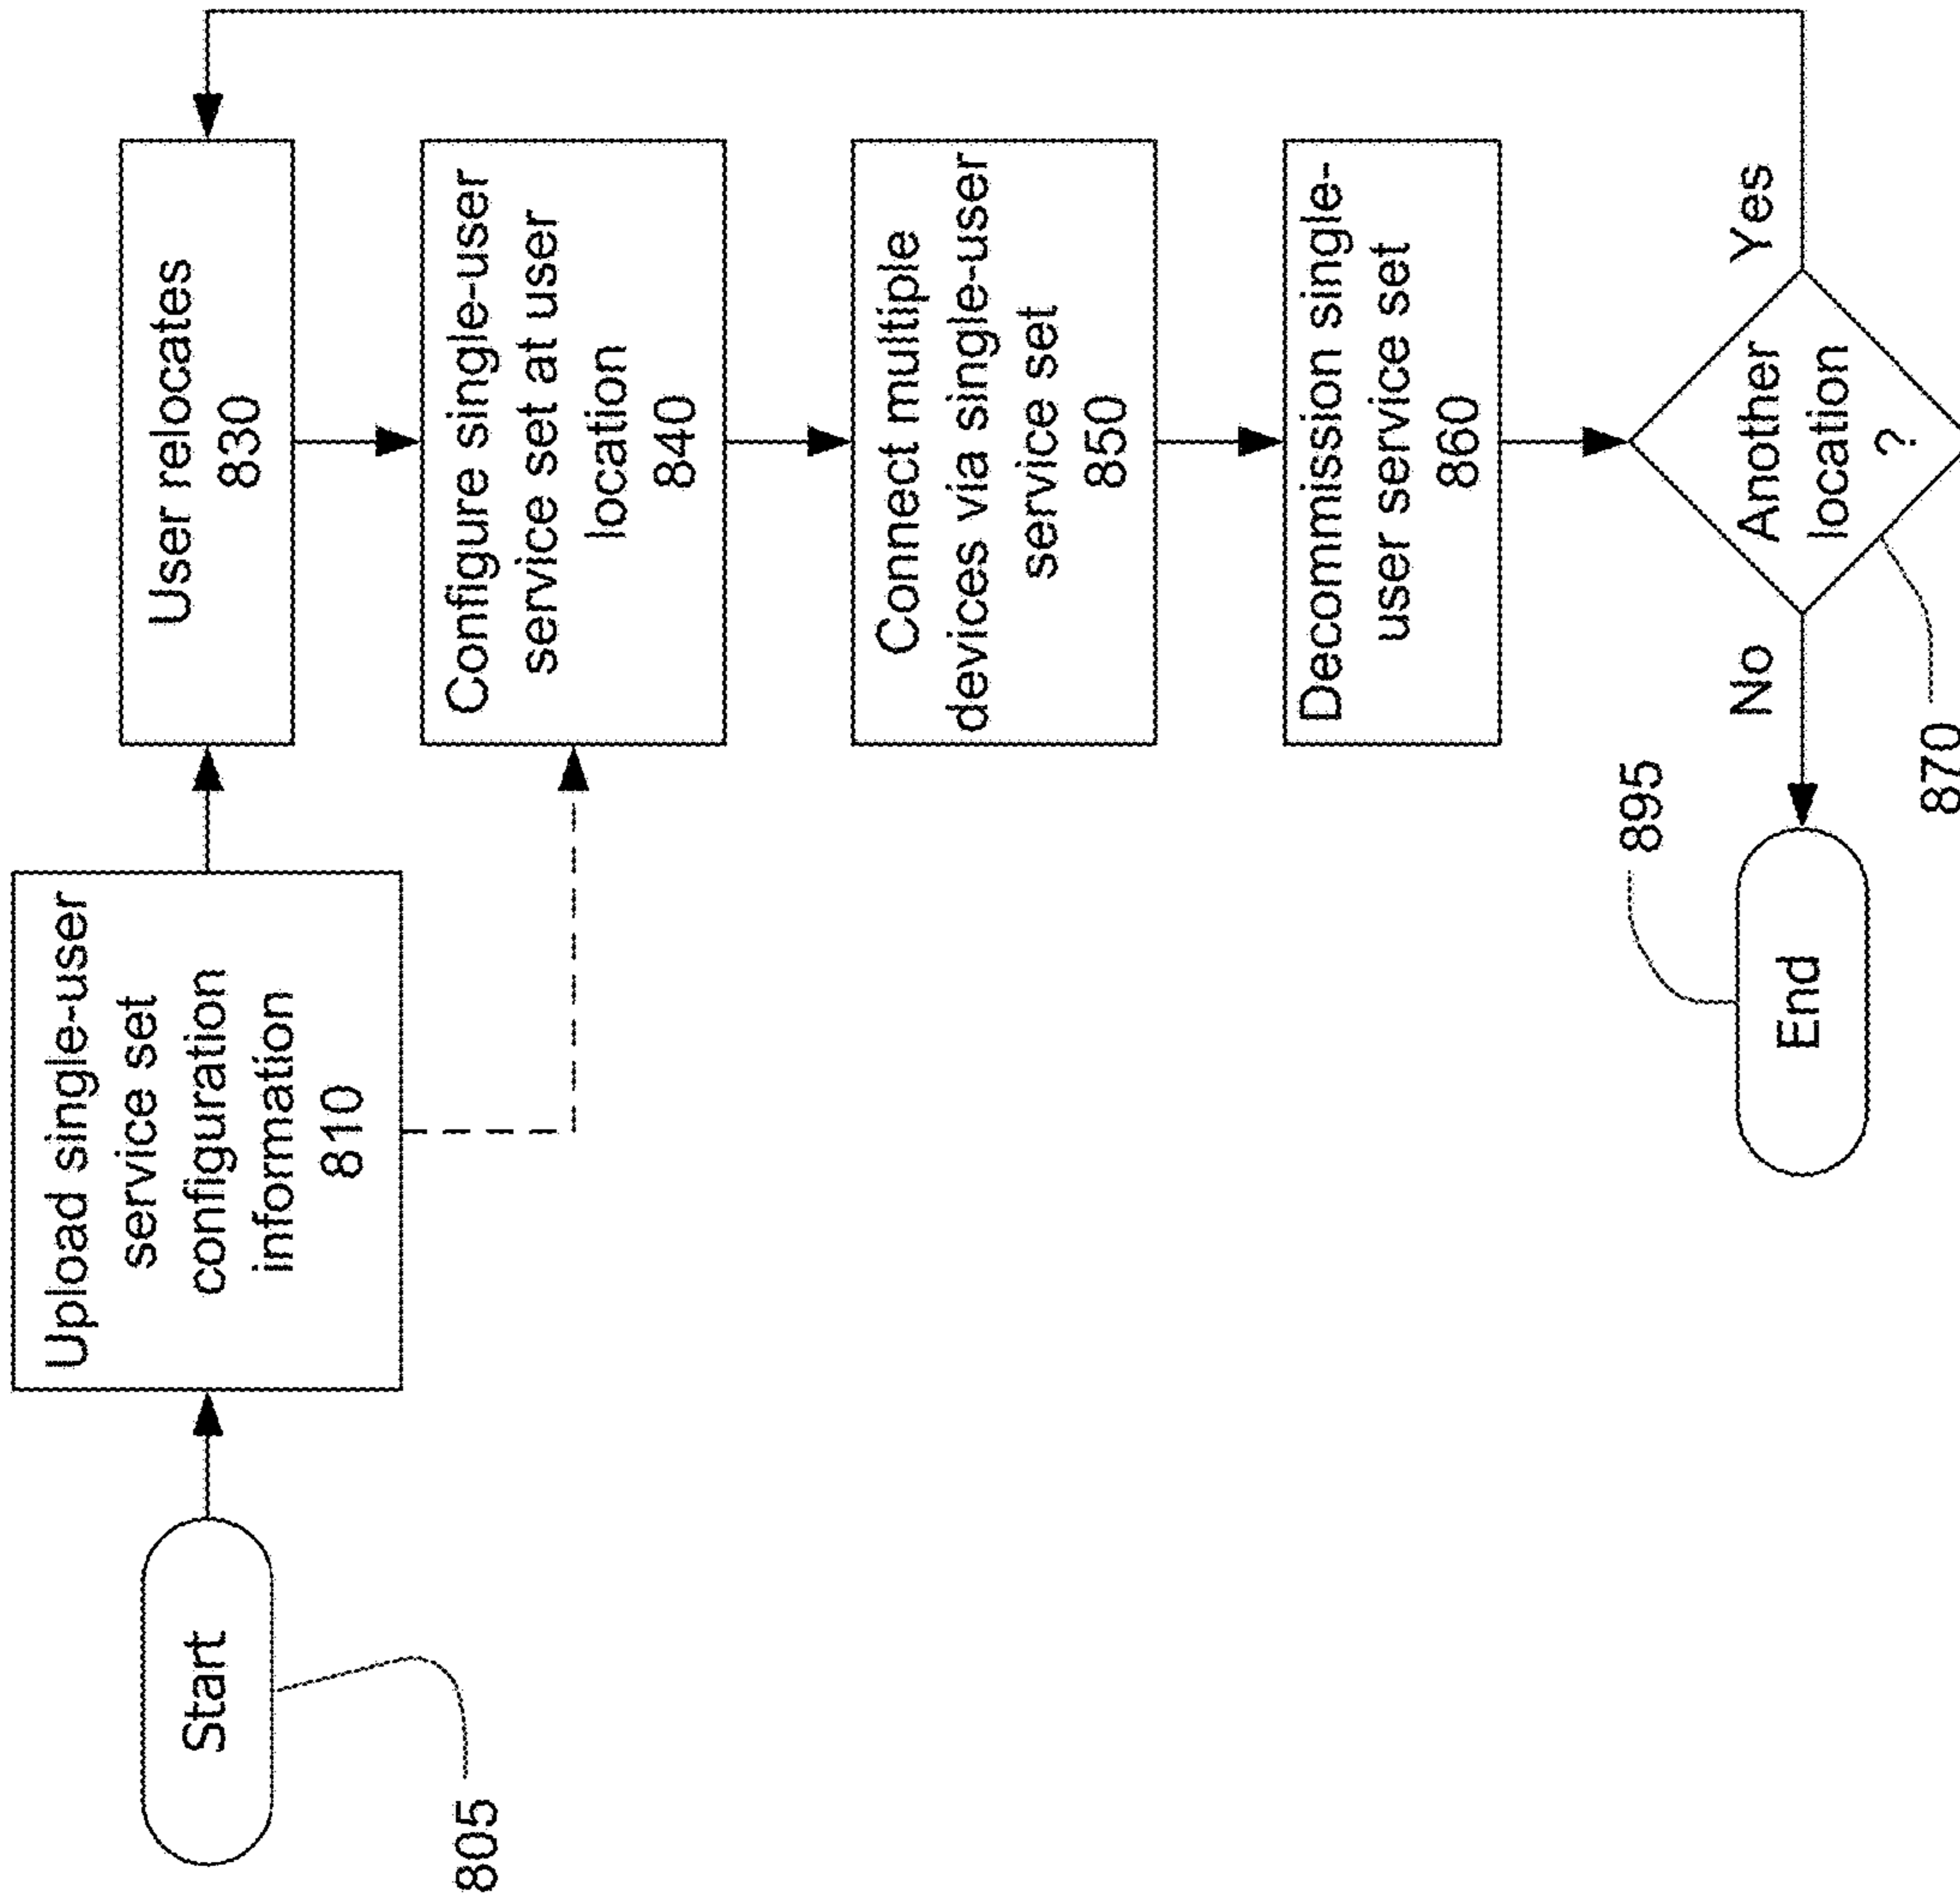 Start
805
Upload single-user
service set
configuration
information
810
User relocates
830
Configure single-user
service set at user
location
840
Connect multiple
devices via single-user
service set
850
Decommission single-
user service set
860
Another
location
?
Yes
No
870
End
895